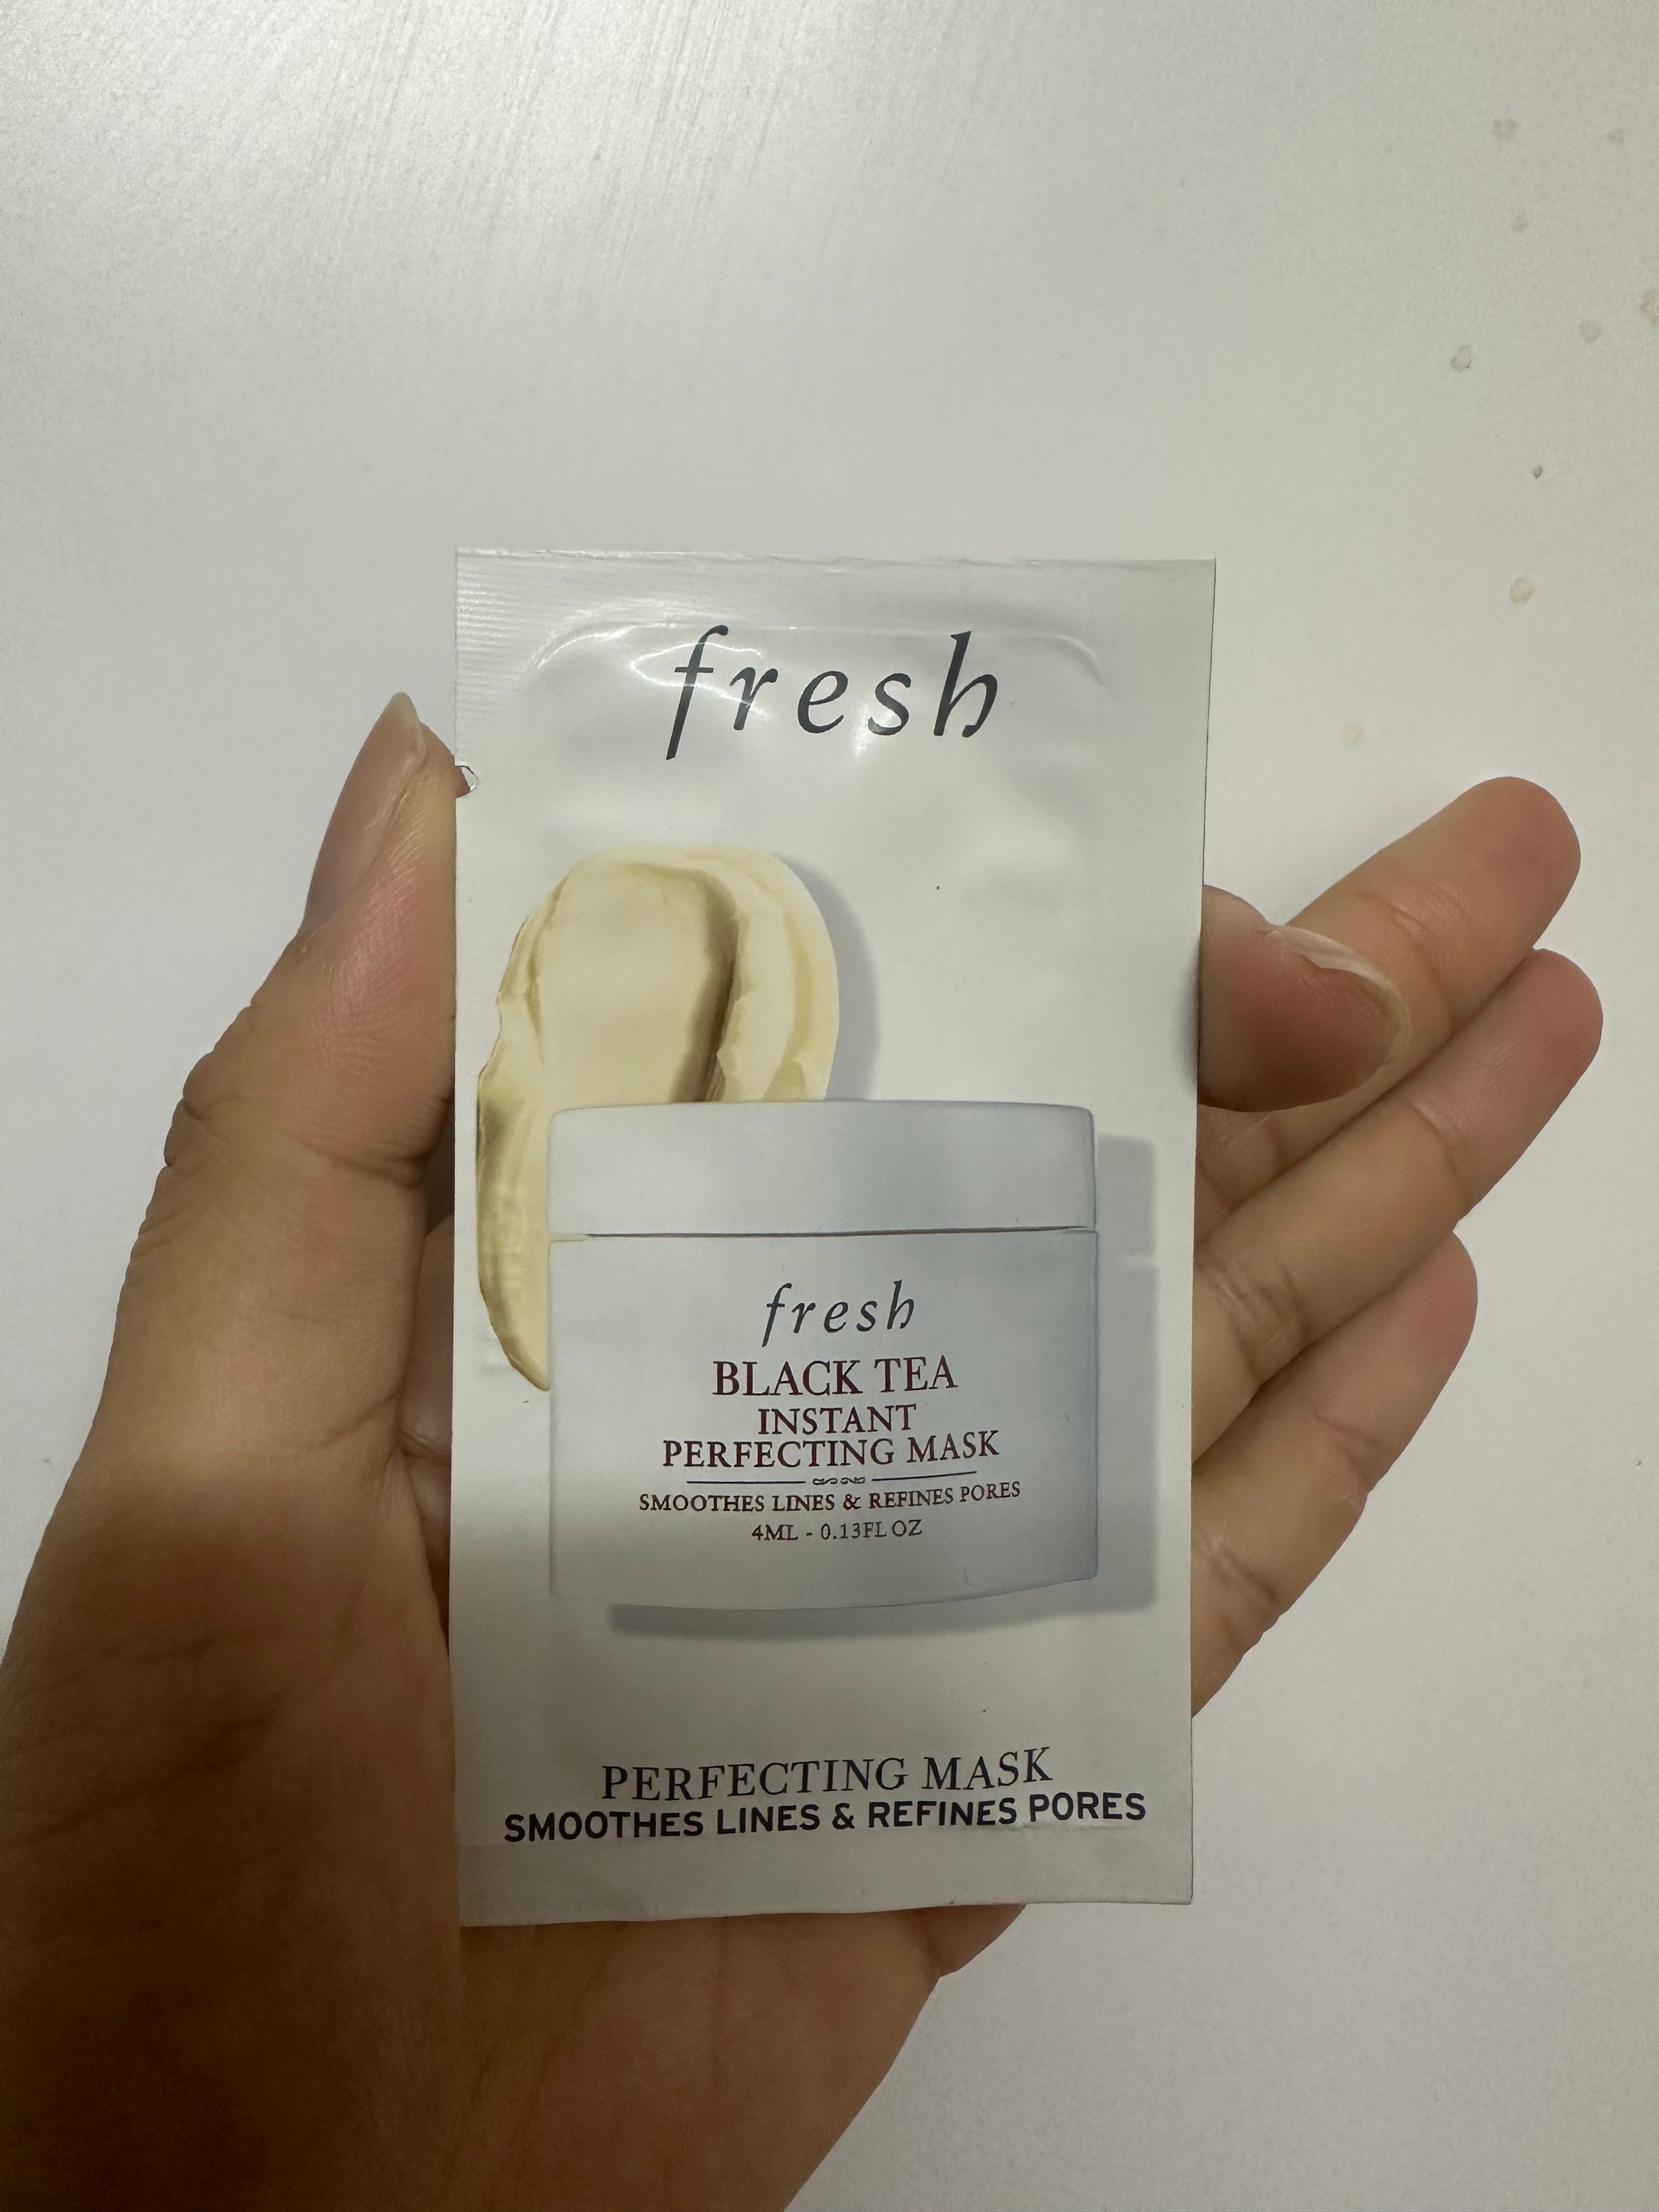 fresh
fresh
BLACK TEA
INSTANT
PERFECTING MASK
SMOOTHES LINES & REFINES PORES
4ML - 0.13FL OZ
PERFECTING MASK
SMOOTHES LINES & REFINES PORES